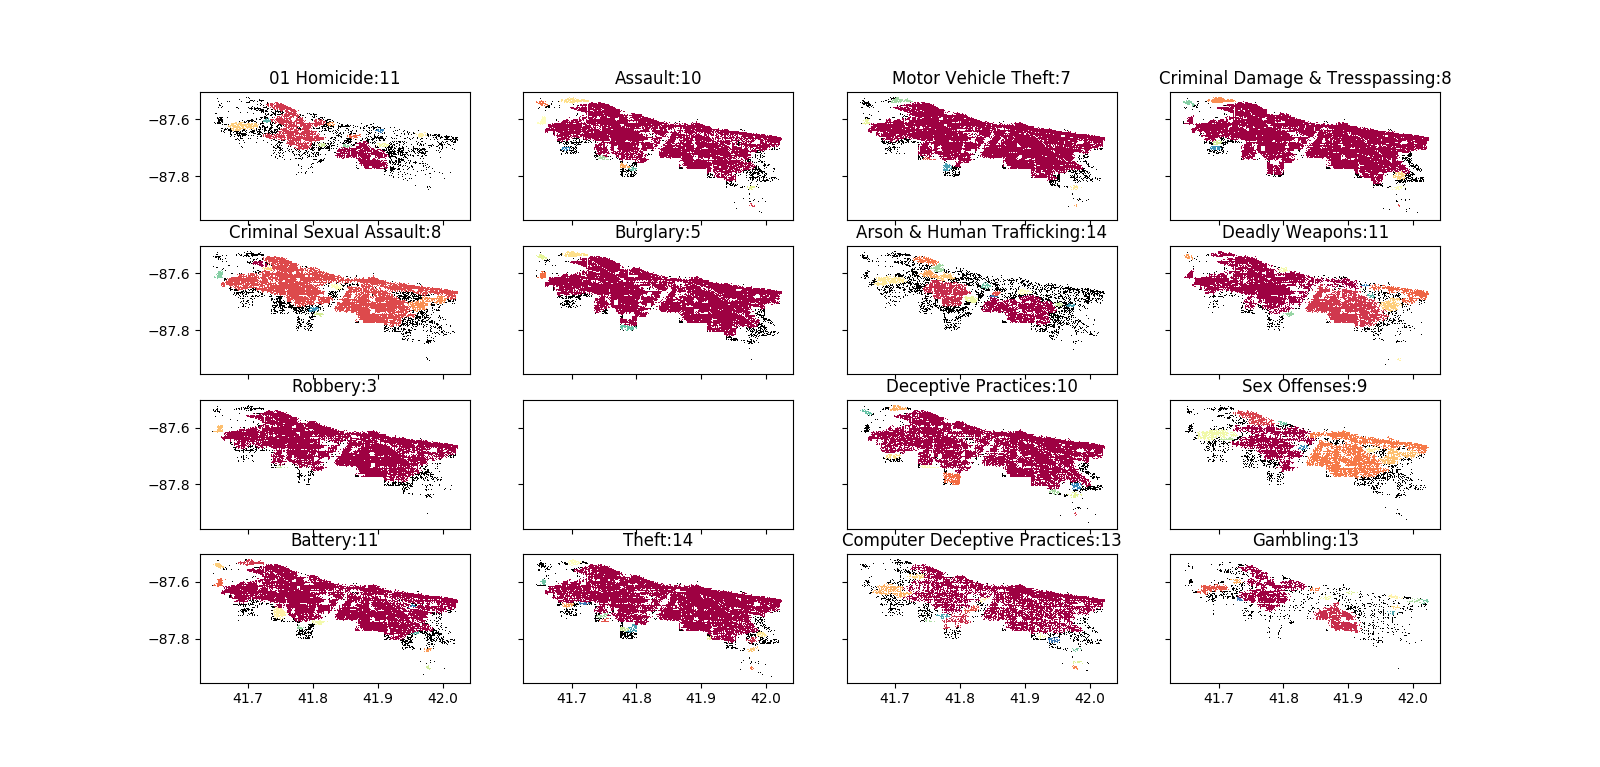 01 Homicide:11
Assault:10
Motor Vehicle Theft:7
Criminal Damage & Tresspassing:8
−87.6
−87.8
Criminal Sexual Assault:8
Burglary:5
Arson & Human Trafficking:14
Deadly Weapons:11
−87.6
−87.8
Robbery:3
Deceptive Practices:10
Sex Offenses:9
−87.6
−87.8
Battery:11
Theft:14
Computer Deceptive Practices:13
Gambling:13
−87.6
−87.8
41.7 41.8 41.9 42.0
41.7 41.8 41.9 42.0
41.7 41.8 41.9 42.0
41.7 41.8 41.9 42.0